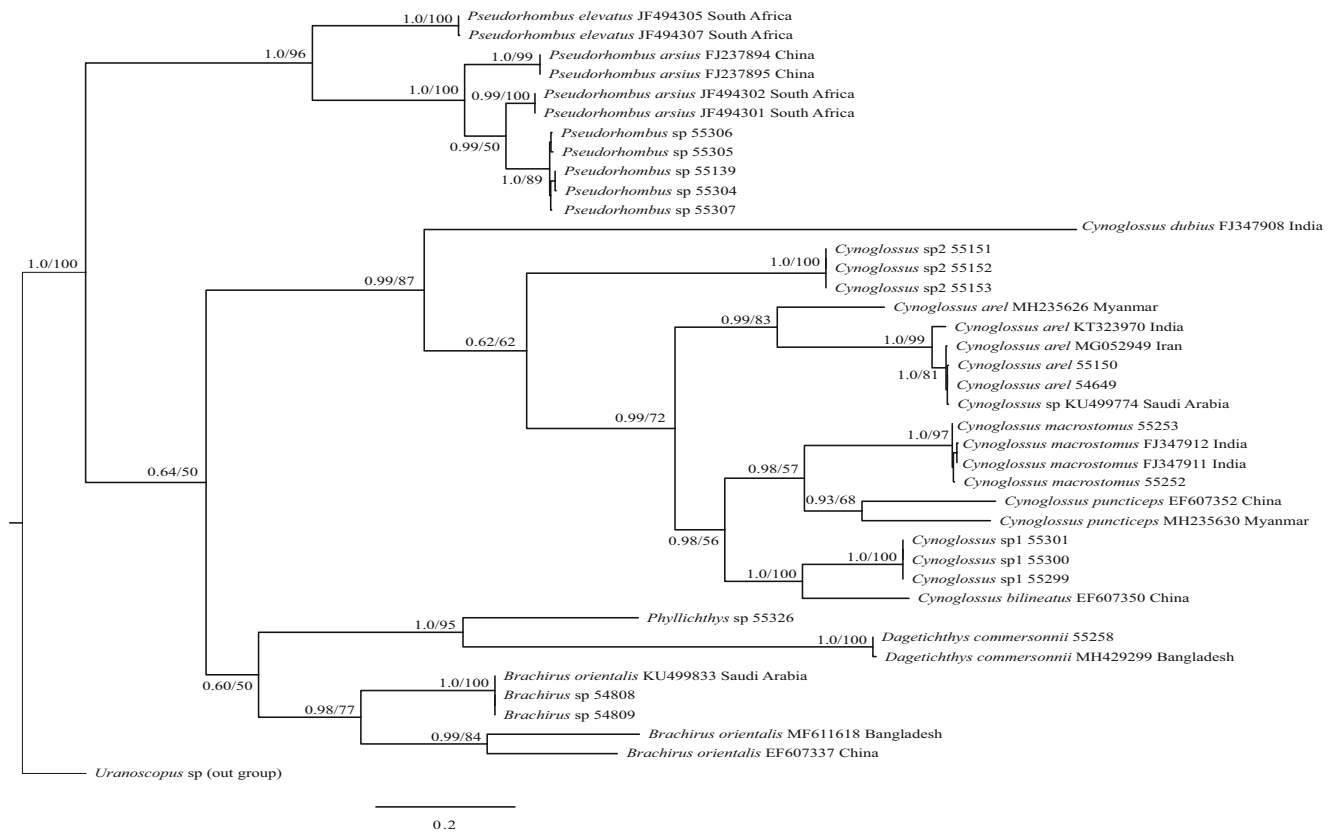 1.0/100
Pseudorhombus elevatus JF494305 South Africa
Pseudorhombus elevatus JF494307 South Africa
1.0/96
1.0/99
Pseudorhombus arsius FJ237894 China
Pseudorhombus arsius FJ237895 China
1.0/100
0.99/100
Pseudorhombus arsius JF494302 South Africa
Pseudorhombus arsius JF494301 South Africa
0.99/50
Pseudorhombus sp 55306
Pseudorhombus sp 55305
1.0/89
Pseudorhombus sp 55139
Pseudorhombus sp 55304
Pseudorhombus sp 55307
Cynoglossus dubius FJ347908 India
1.0/100
0.99/87
1.0/100
Cynoglossus sp2 55151
Cynoglossus sp2 55152
Cynoglossus sp2 55153
0.62/62
0.99/83
Cynoglossus arel MH235626 Myanmar
1.0/99
Cynoglossus arel KT323970 India
Cynoglossus arel MG052949 Iran
1.0/81
Cynoglossus arel 55150
Cynoglossus arel 54649
Cynoglossus sp KU499774 Saudi Arabia
0.99/72
1.0/97
Cynoglossus macrostomus 55253
Cynoglossus macrostomus FJ347912 India
Cynoglossus macrostomus FJ347911 India
Cynoglossus macrostomus 55252
0.64/50
0.98/57
0.93/68
Cynoglossus puncticeps EF607352 China
Cynoglossus puncticeps MH235630 Myanmar
0.98/56
1.0/100
1.0/100
Cynoglossus sp1 55301
Cynoglossus sp1 55300
Cynoglossus sp1 55299
Cynoglossus bilineatus EF607350 China
1.0/95
Phyllichthys sp 55326
1.0/100
Dagetichthys commersonnii 55258
Dagetichthys commersonnii MH429299 Bangladesh
0.60/50
1.0/100
Brachirus orientalis KU499833 Saudi Arabia
Brachirus sp 54808
Brachirus sp 54809
0.98/77
0.99/84
Brachirus orientalis MF611618 Bangladesh
Brachirus orientalis EF607337 China
Uranoscopus sp (out group)
0.2